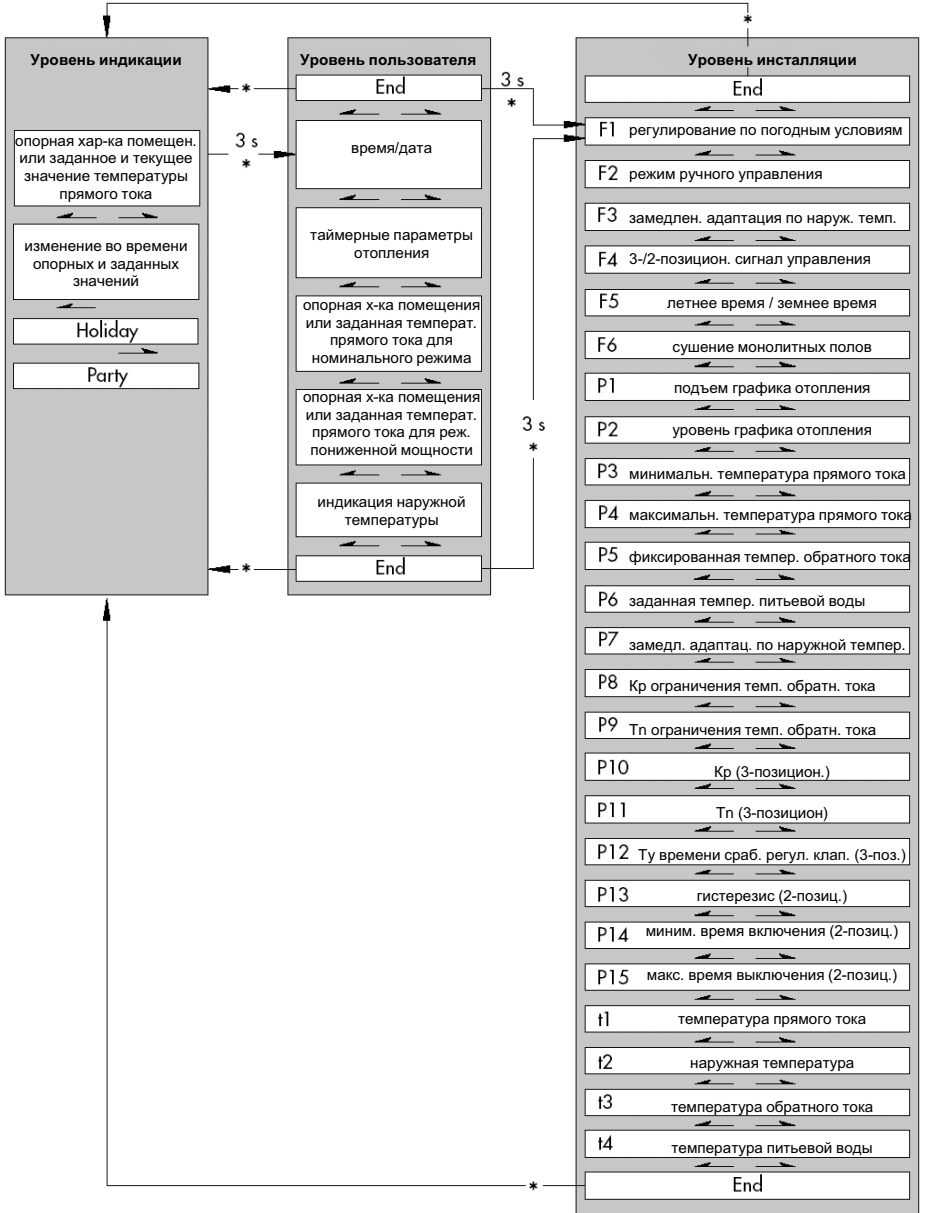 *
Уровень индикации
опорная хар-ка помещен.
или заданное и текущее
значение температуры
прямого тока
изменение во времени
опорных и заданных
значений
Holiday
Party
*
3 s
*
*
Уровень пользователя
End
время/дата
таймерные параметры
отопления
опорная х-ка помещения
или заданная температ.
прямого тока для
номинального режима
опорная х-ка помещения
или заданная температ.
прямого тока для реж.
пониженной мощности
индикация наружной
температуры
End
3 s
*
3 s
*
Уровень инсталляции
End
F1 регулирование по погодным условиям
F2 режим ручного управления
F3 замедлен. адаптация по наруж. темп.
F4 3-/2-позицион. сигнал управления
F5 летнее время / земнее время
F6 сушение монолитных полов
P1 подъем графика отопления
P2 уровень графика отопления
P3 минимальн. температура прямого тока
P4 максимальн. температура прямого тока
P5 фиксированная темпер. обратного тока
P6 заданная темпер. питьевой воды
P7 замедл. адаптац. по наружной темпер.
P8 Кр ограничения темп. обратн. тока
P9 Tn ограничения темп. обратн. тока
P10 Кр (3-позицион.)
P11 Tn (3-позицион)
P12 Ту времени сраб. регул. клап. (3-поз.)
P13 гистерезис (2-позиц.)
P14 миним. время включения (2-позиц.)
P15 макс. время выключения (2-позиц.)
t1 температура прямого тока
t2 наружная температура
t3 температура обратного тока
t4 температура питьевой воды
End
*